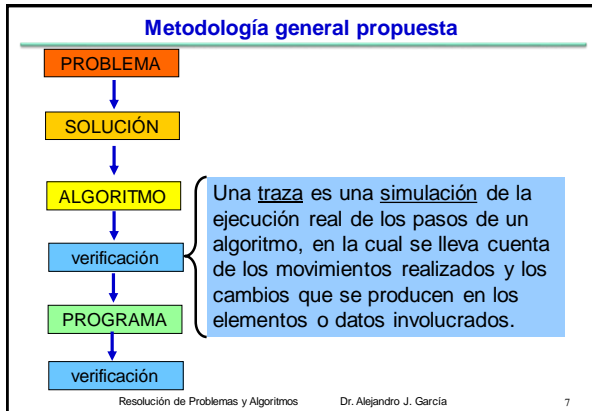 Metodología general propuesta
PROBLEMA
SOLUCIÓN
ALGORITMO
verificación
PROGRAMA
verificación
Una traza es una simulación de la
ejecución real de los pasos de un
algoritmo, en la cual se lleva cuenta
de los movimientos realizados y los
cambios que se producen en los
elementos o datos involucrados.
Resolución de Problemas y Algoritmos Dr. Alejandro J. García 7